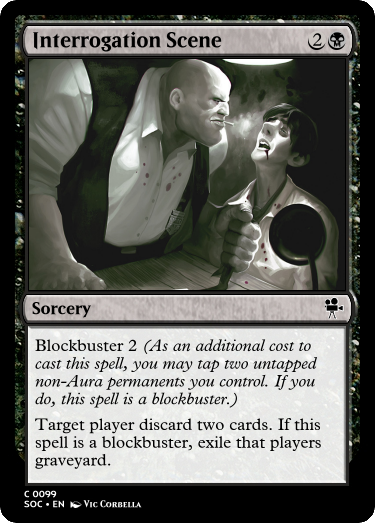 Interrogation Scene 2
Sorcery
Blockbuster 2 (As an additional cost to
cast this spell, you may tap two untapped
non-Aura permanents you control. If you
do, this spell is a blockbuster.)
Target player discard two cards. If this
spell is a blockbuster, exile that players
graveyard.
C 0099
SOC • EN Vic Corbella